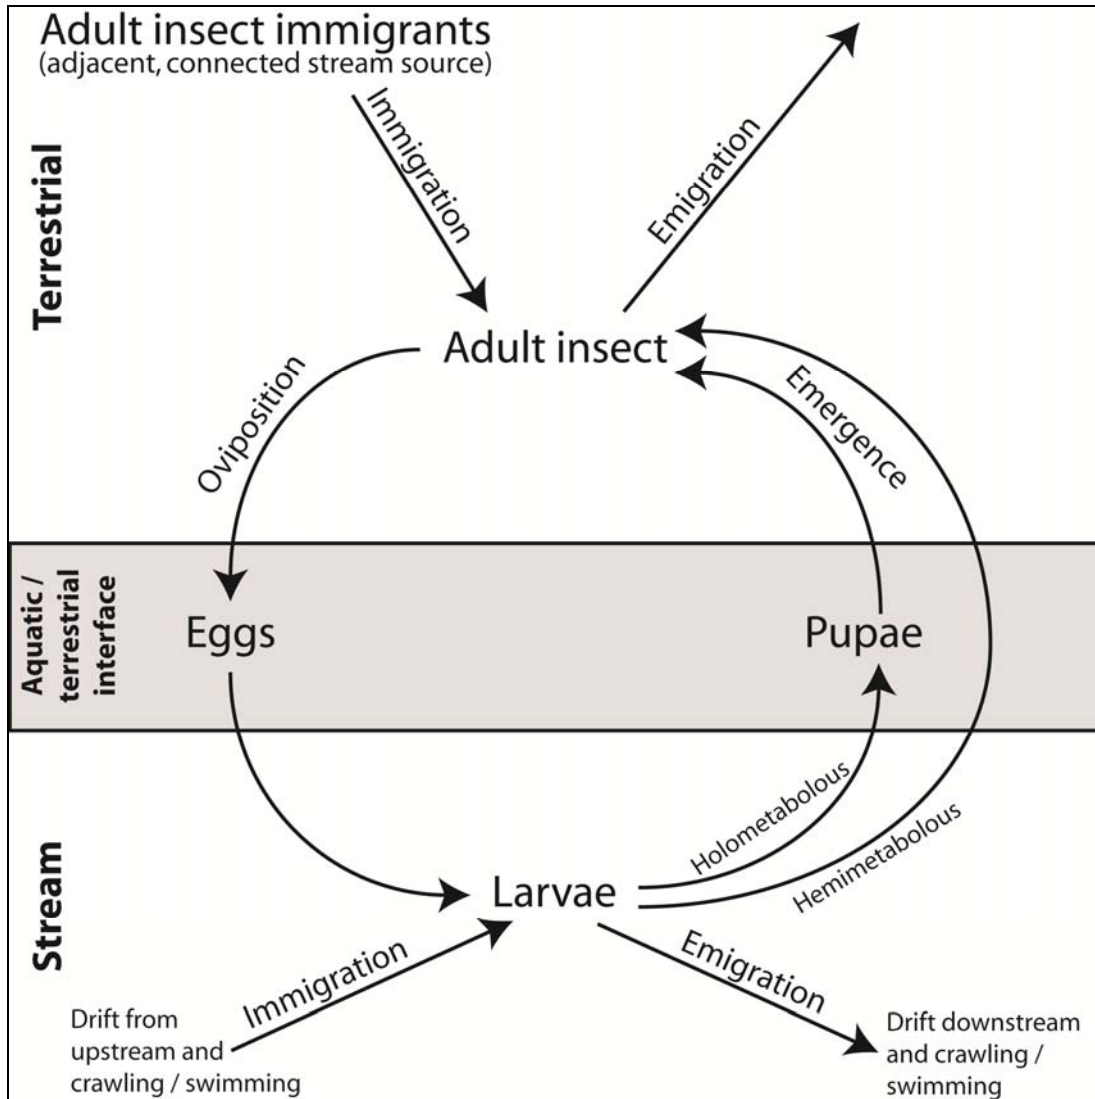 Adult insect immigrants
(adjacent, connected stream source)
Immigration
Emigration
Terrestrial
Adult insect
Oviposition
Emergence
Aquatic /
terrestrial
interface
Eggs
Pupae
Holometabolous
Hemimetabolous
Stream
Larvae
Immigration
Emigration
Drift from
upstream and
crawling / swimming
Drift downstream
and crawling /
swimming